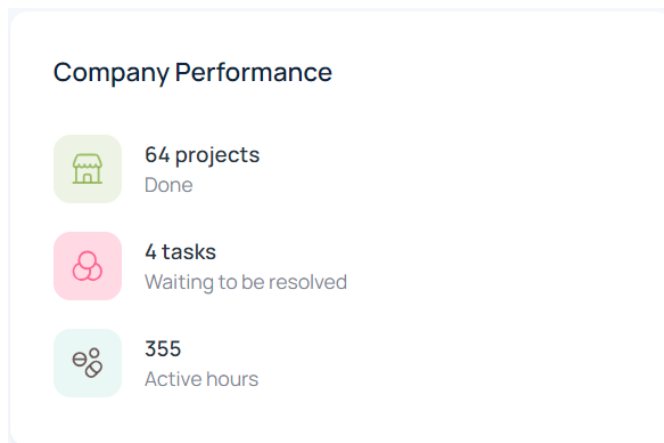 Company Performance
64 projects
Done
4 tasks
Waiting to be resolved
355
Active hours